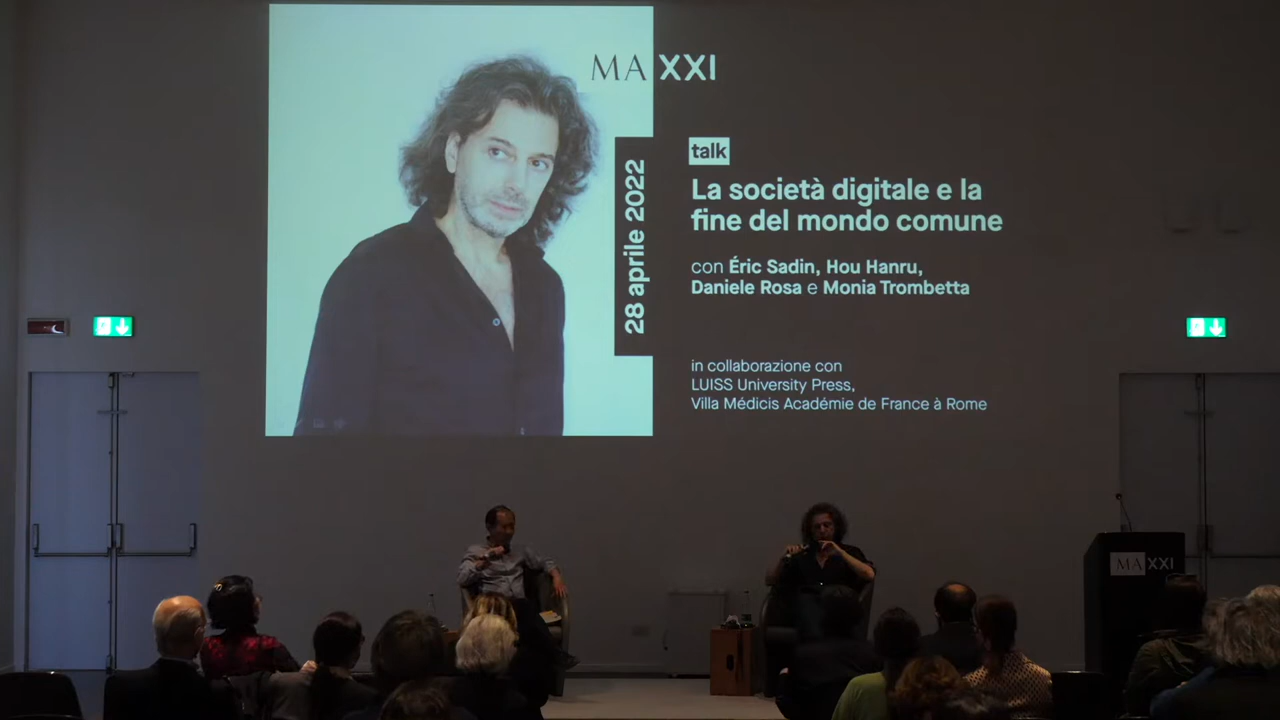 MAXXI
28 aprile 2022
talk
La società digitale e la
fine del mondo comune
con Éric Sadin, Hou Hanru,
Daniele Rosa e Monia Trombetta
in collaborazione con
LUISS University Press,
Villa Médicis Académie de France à Rome
MAXXI